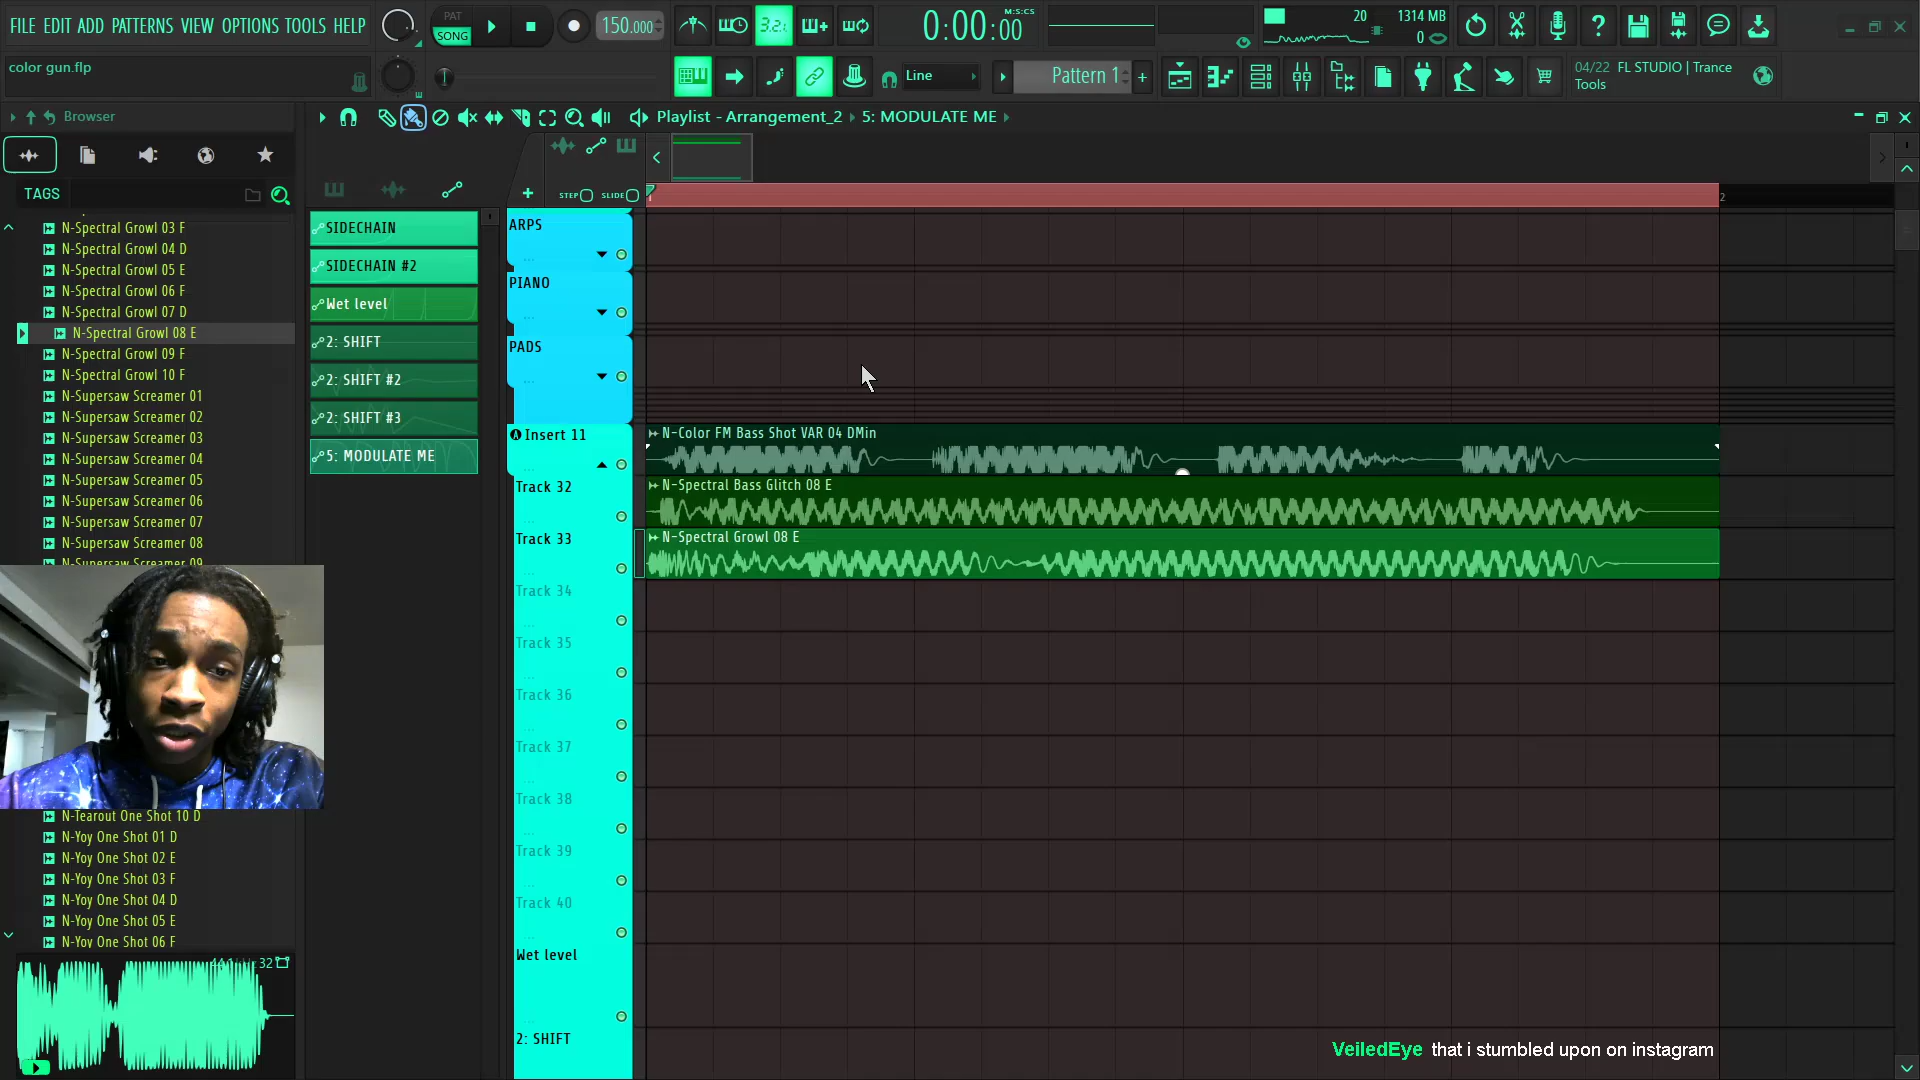 FILE EDIT ADD PATTERNS VIEW OPTIONS TOOLS HELP
PAT
SONG
150.000
3.2.
0:00:00
M:S:CS
20
1314 MB
0
color gun.flp
Line
Pattern 1
04/22 FL STUDIO | Trance
Tools
Browser
Playlist - Arrangement_2
5: MODULATE ME
TAGS
STEP
SLIDE
2
N-Spectral Growl 03 F
N-Spectral Growl 04 D
N-Spectral Growl 05 E
N-Spectral Growl 06 F
N-Spectral Growl 07 D
N-Spectral Growl 08 E
N-Spectral Growl 09 F
N-Spectral Growl 10 F
N-Supersaw Screamer 01
N-Supersaw Screamer 02
N-Supersaw Screamer 03
N-Supersaw Screamer 04
N-Supersaw Screamer 05
N-Supersaw Screamer 06
N-Supersaw Screamer 07
N-Supersaw Screamer 08
N-Supersaw Screamer 09
N-Tearout One Shot 10 D
N-Yoy One Shot 01 D
N-Yoy One Shot 02 E
N-Yoy One Shot 03 F
N-Yoy One Shot 04 D
N-Yoy One Shot 05 E
N-Yoy One Shot 06 F
32
SIDECHAIN
SIDECHAIN #2
Wet level
2: SHIFT
2: SHIFT #2
2: SHIFT #3
5: MODULATE ME
ARPS
PIANO
PADS
Insert 11
Track 32
Track 33
Track 34
Track 35
Track 36
Track 37
Track 38
Track 39
Track 40
Wet level
2: SHIFT
N-Color FM Bass Shot VAR 04 DMin
N-Spectral Bass Glitch 08 E
N-Spectral Growl 08 E
VeiledEye that i stumbled upon on instagram